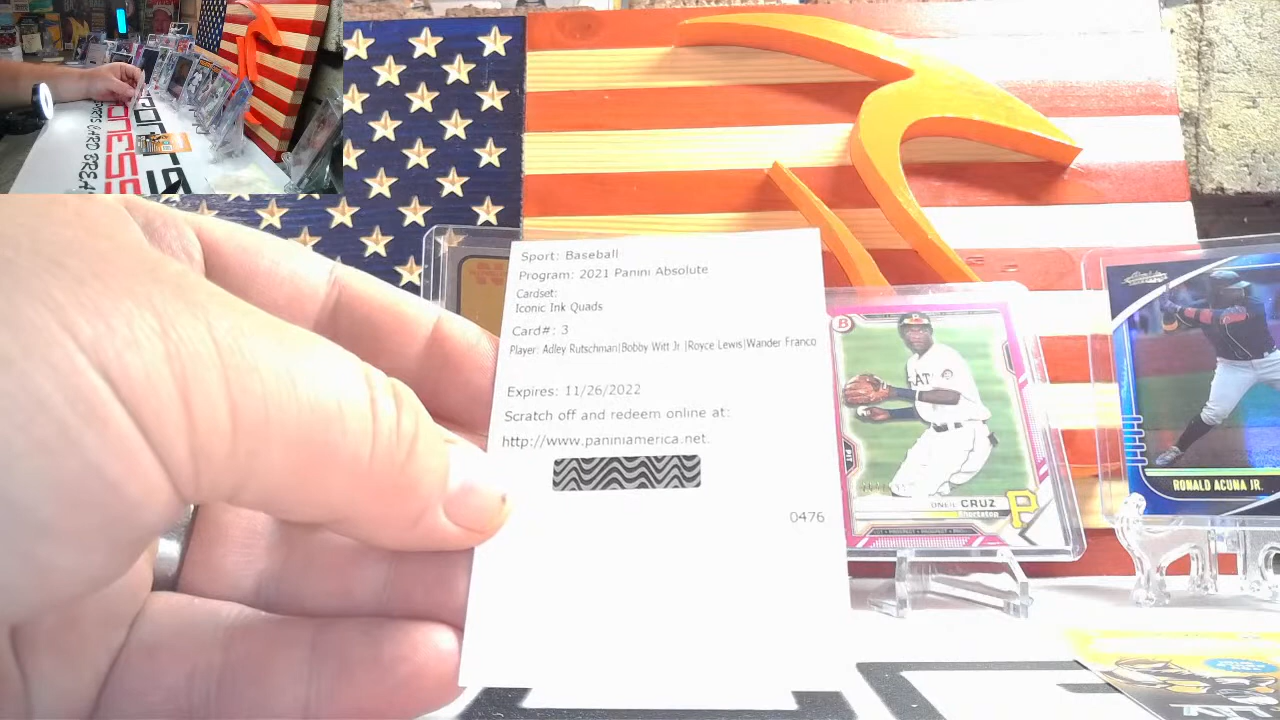 Sport: Baseball
Program: 2021 Panini Absolute
Cardset:
Iconic Ink Quads
Card#: 3
Player: Adley Rutschman|Bobby Witt Jr |Royce Lewis|Wander Franco
Expires: 11/26/2022
Scratch off and redeem online at:
http://www.paniniamerica.net.
0476
B
PIT
ONEIL CRUZ
Shortstop
P
RONALD ACUNA JR.